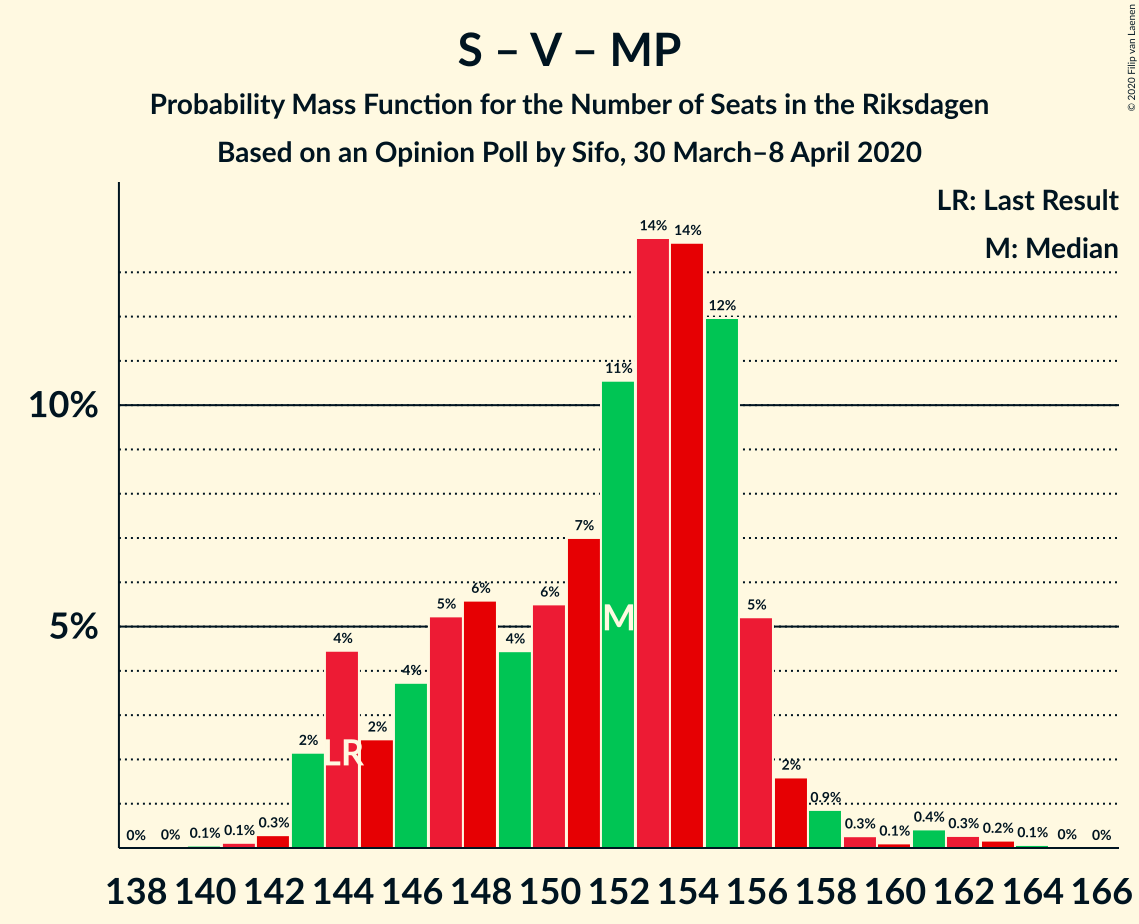 S – V – MP
Probability Mass Function for the Number of Seats in the Riksdagen
Based on an Opinion Poll by Sifo, 30 March–8 April 2020
© 2020 Filip van Laenen
LR: Last Result
M: Median
10%
5%
0% 0% 0.1% 0.1% 0.3% 2% 4% 2% 4% 5% 6% 4% 6% 7% 11% 14% 14% 12% 5% 2% 0.9% 0.3% 0.1% 0.4% 0.3% 0.2% 0.1% 0% 0%
LR
M
138 140 142 144 146 148 150 152 154 156 158 160 162 164 166